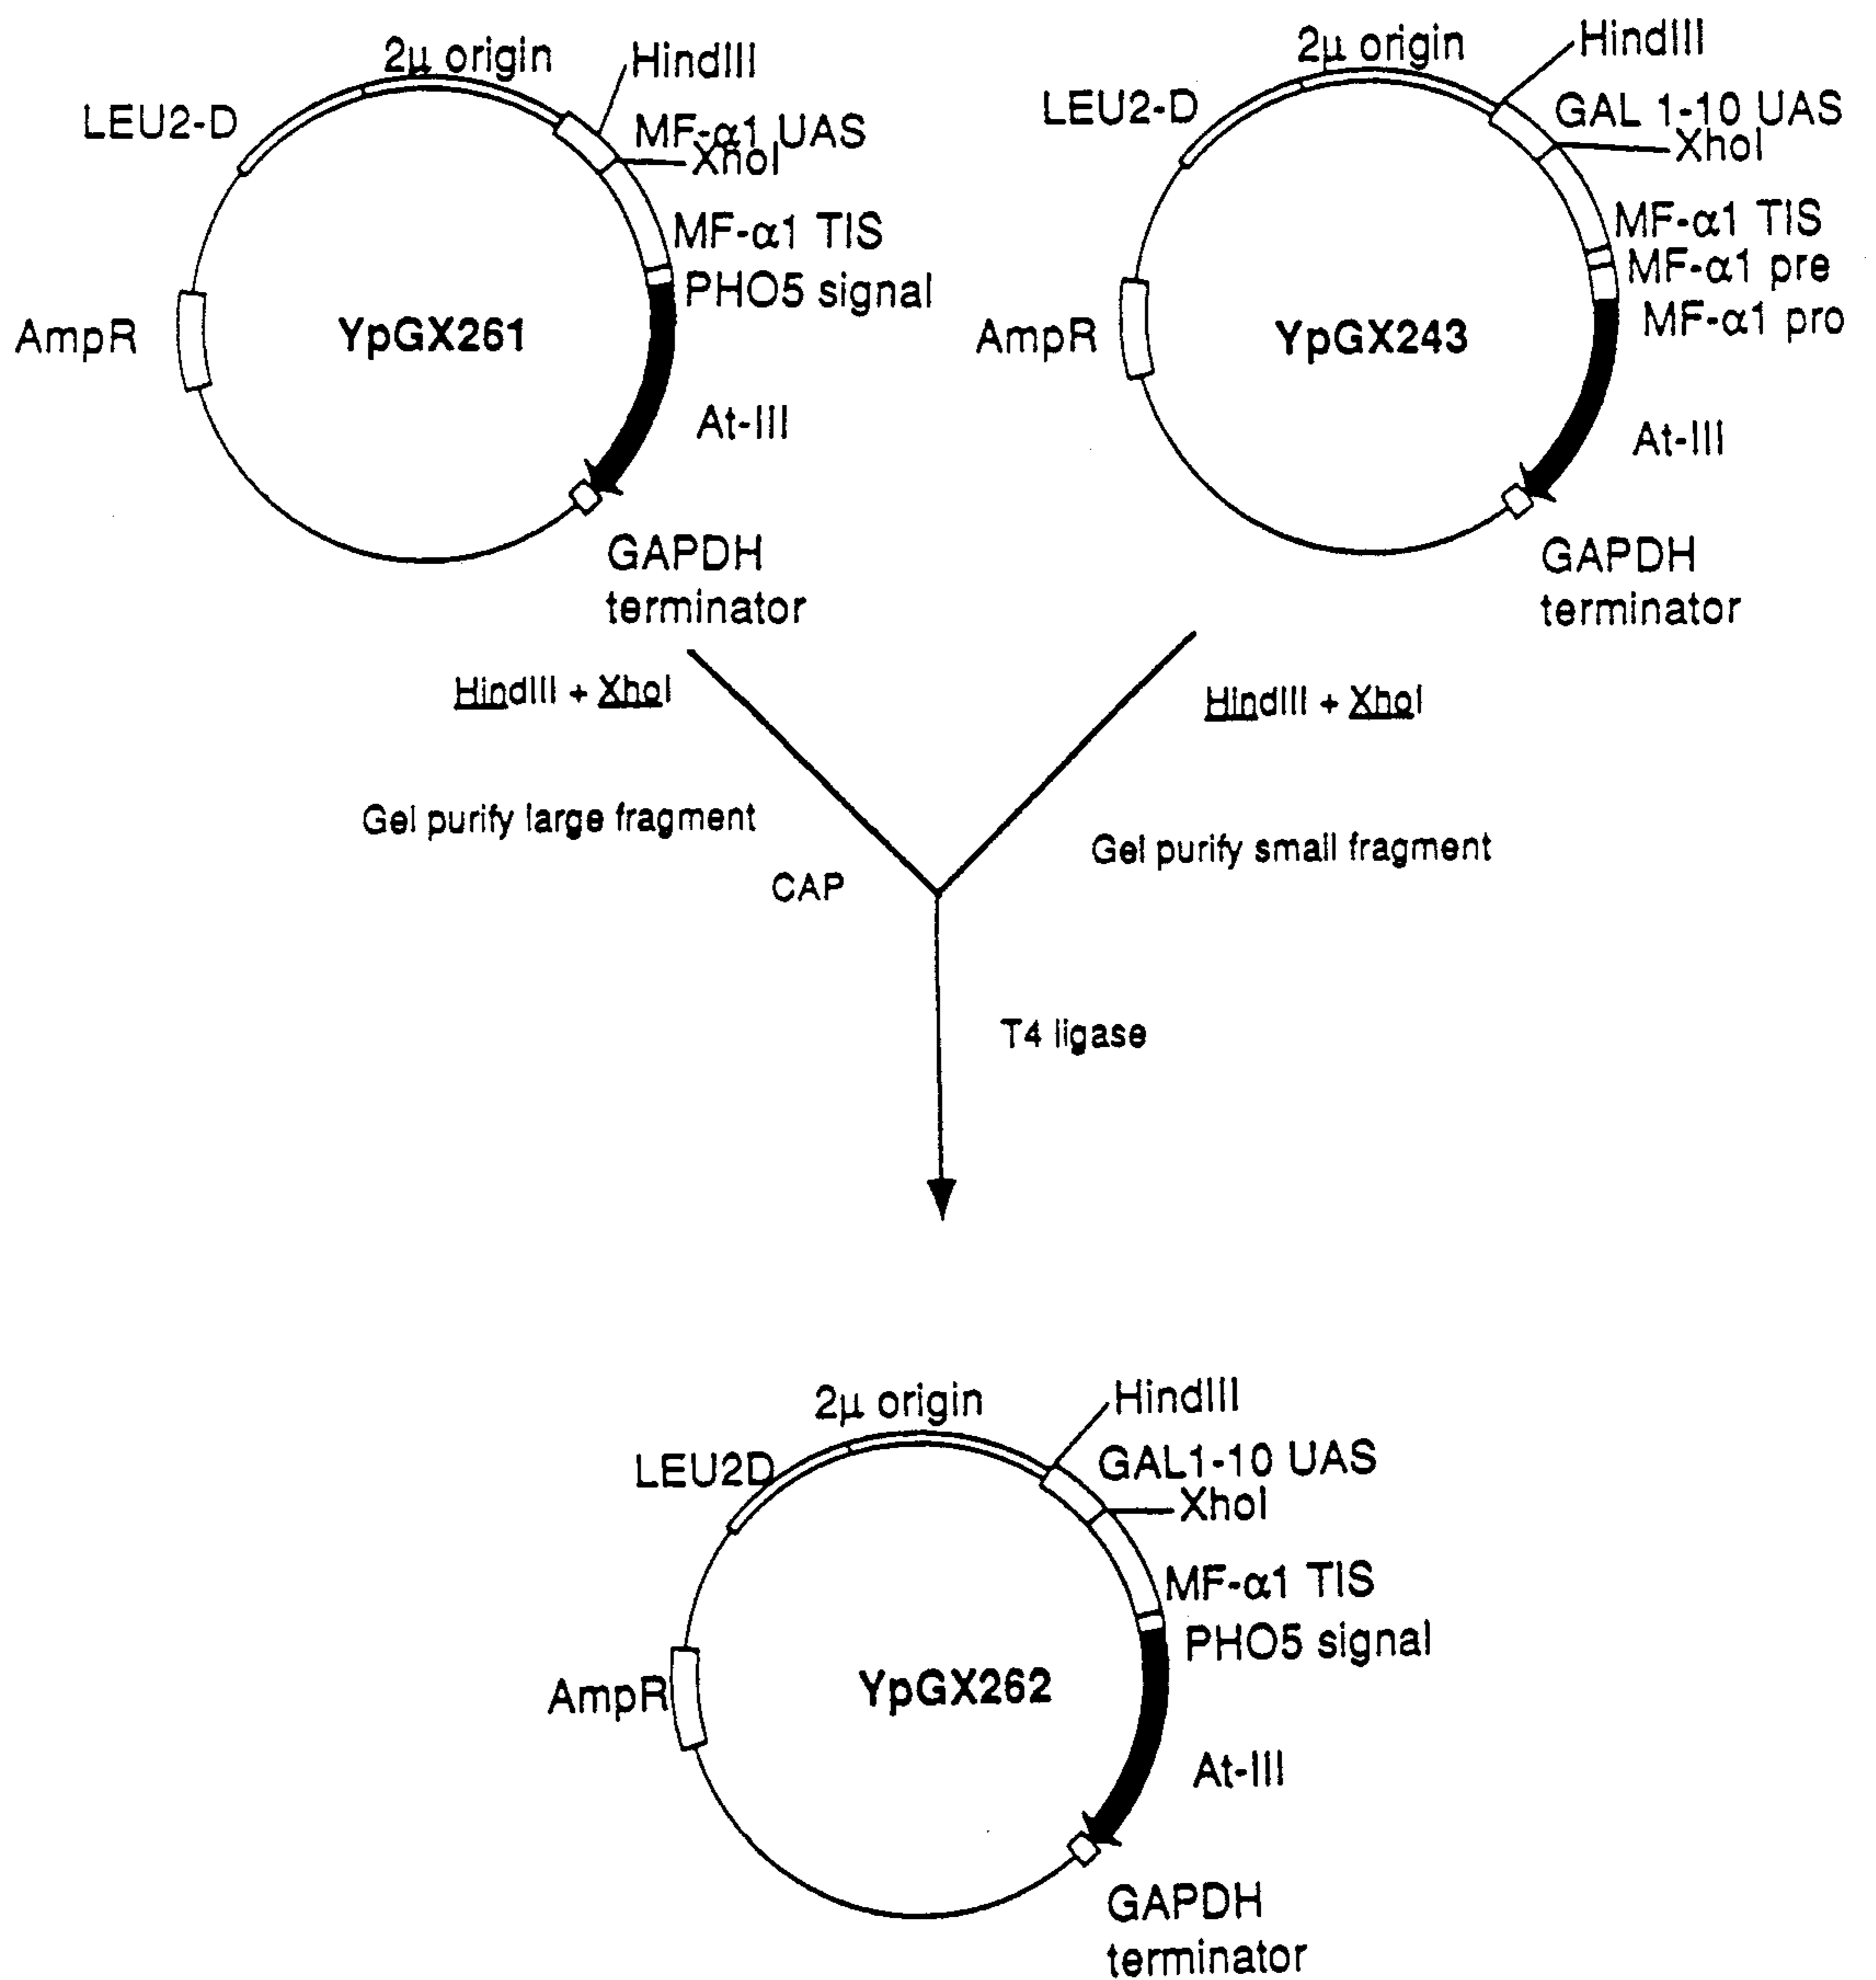 2µ origin
HindIII
LEU2-D
MF-α1 UAS
XhoI
MF-α1 TIS
PHO5 signal
AmpR
YpGX261
At-III
GAPDH
terminator
2µ origin
HindIII
LEU2-D
GAL 1-10 UAS
XhoI
MF-α1 TIS
MF-α1 pre
MF-α1 pro
AmpR
YpGX243
At-III
GAPDH
terminator
HindIII + XhoI
HindIII + XhoI
Gel purify large fragment
Gel purify small fragment
CAP
T4 ligase
2µ origin
HindIII
LEU2D
GAL1-10 UAS
XhoI
MF-α1 TIS
PHO5 signal
AmpR
YpGX262
At-III
GAPDH
terminator